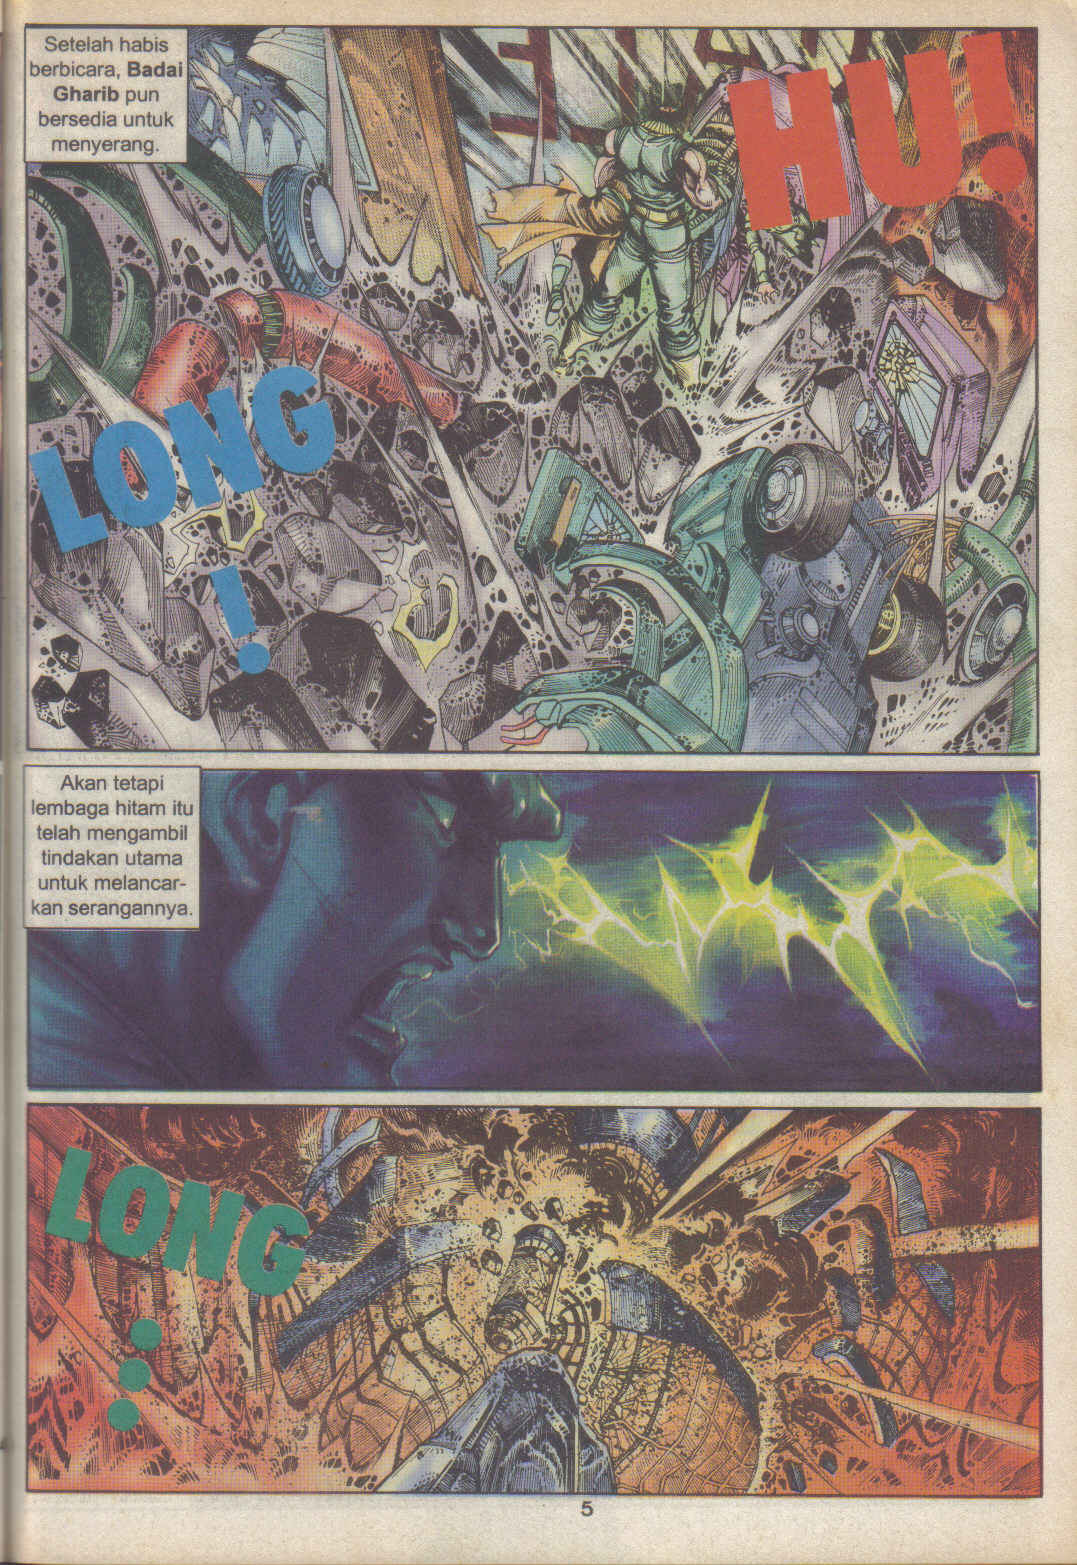 Setelah habis
berbicara, Badai
Gharib pun
bersedia untuk
menyerang.
HU!
LONG
!
Akan tetapi
lembaga hitam itu
telah mengambil
tindakan utama
untuk melancar-
kan serangannya.
LONG
...
5